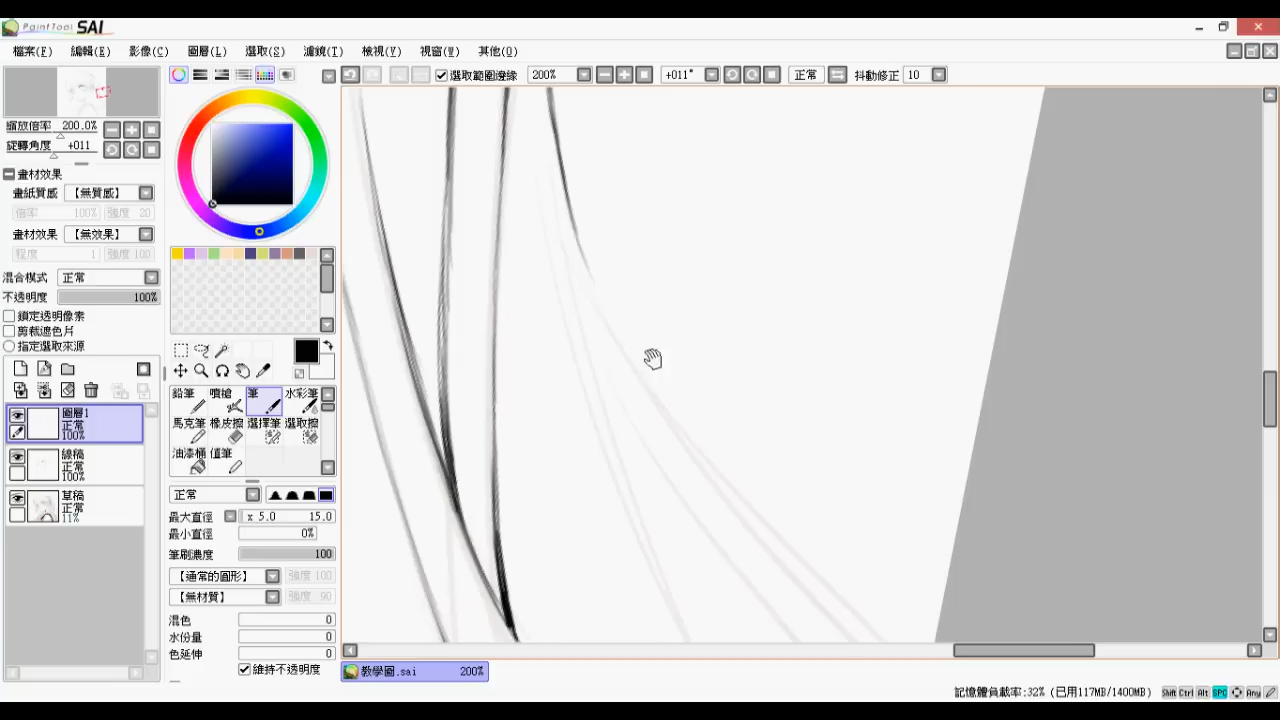 PaintTool SAI
檔案(F) 編輯(E) 影像(C) 圖層(L) 選取(S) 濾鏡(T) 檢視(V) 視窗(W) 其他(O)
選取範圍邊緣 200% +011° 正常 抖動修正 10
縮放倍率 200.0%
旋轉角度 +011
畫材效果
畫紙質感 【無質感】
倍率 100% 強度 20
畫材效果 【無效果】
程度 1 強度 100
混合模式 正常
不透明度 100%
鎖定透明像素
剪裁遮色片
指定選取來源
圖層1
正常
100%
線稿
正常
100%
草稿
正常
11%
鉛筆 噴槍 筆 水彩筆
馬克筆 橡皮擦 選擇筆 選取擦
油漆桶 值筆
正常
最大直徑 x 5.0 15.0
最小直徑 0%
筆刷濃度 100
【通常的圓形】 強度 100
【無材質】 強度 90
混色 0
水份量 0
色延伸 0
維持不透明度
教學圖.sai 200%
記憶體負載率:32% (已用117MB/1400MB) Shift Ctrl Alt SPC Any